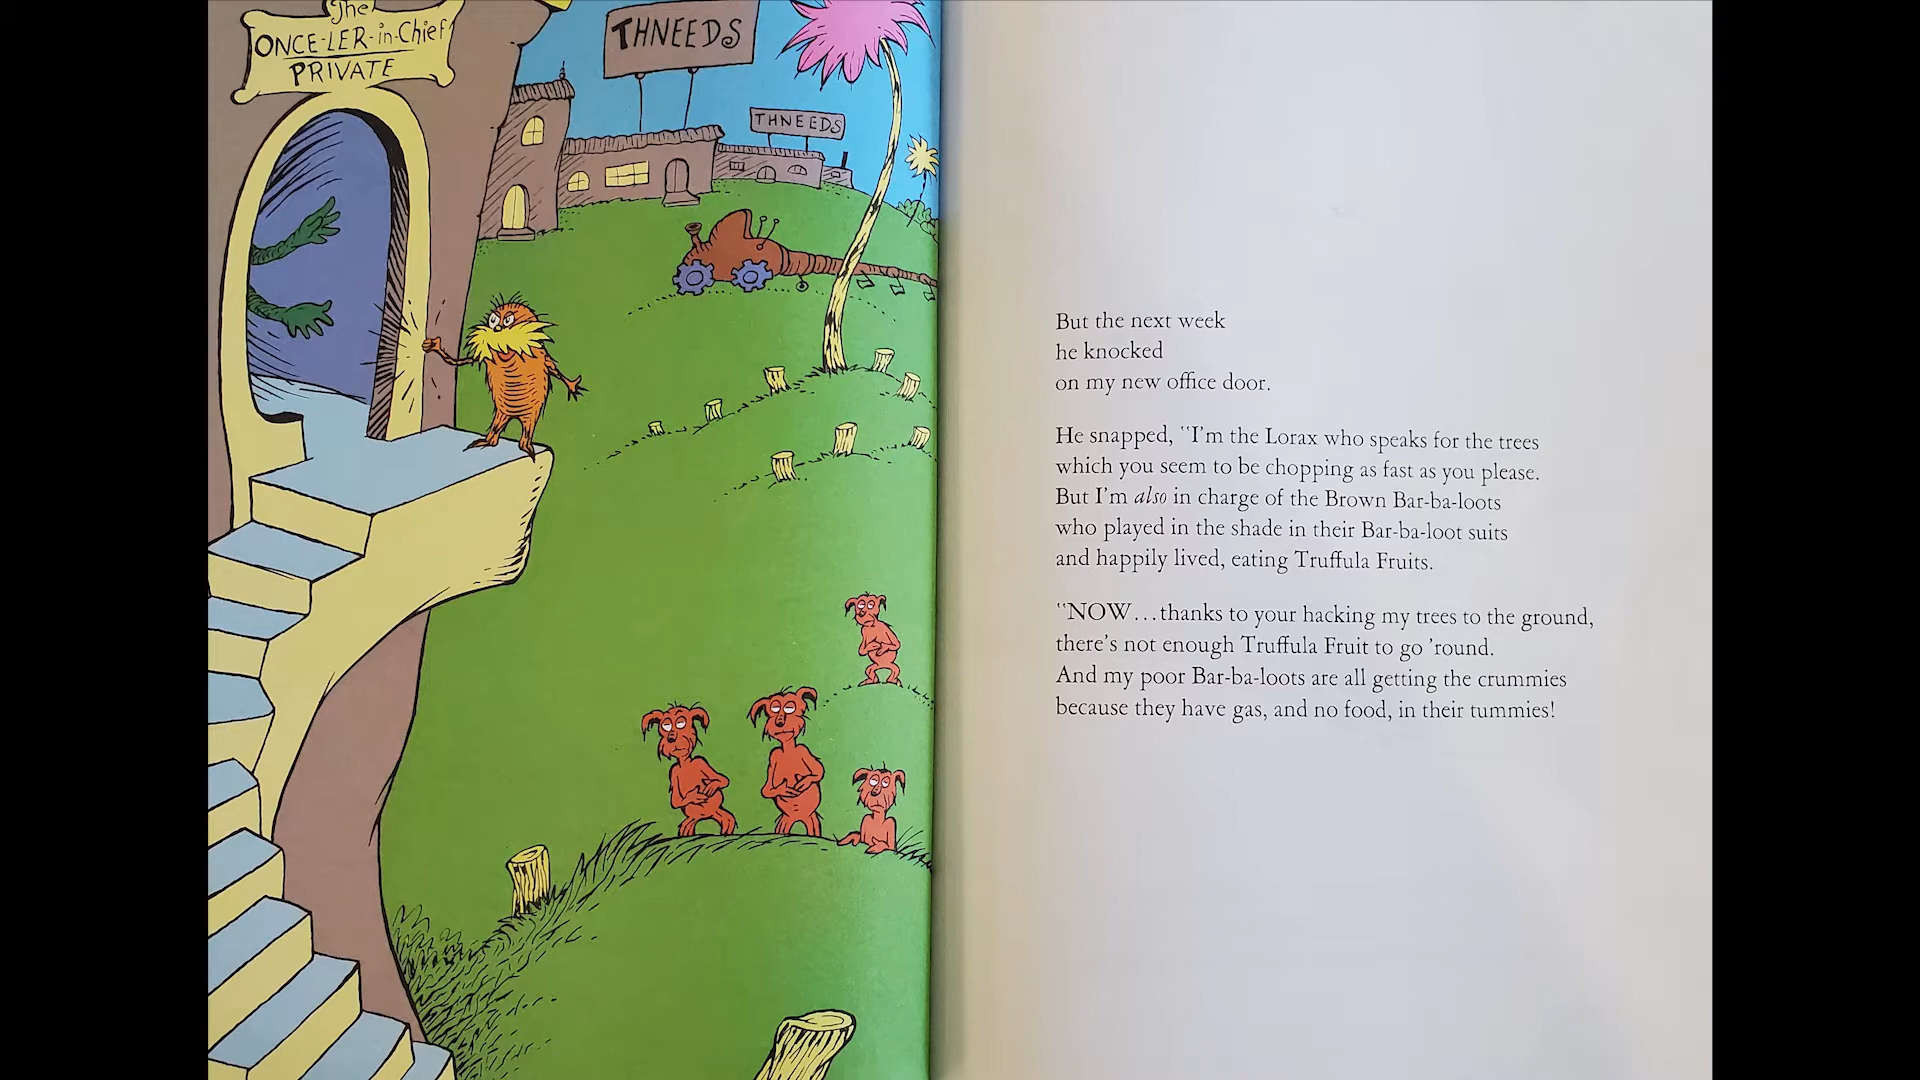 The
ONCE-LER-in-Chief
PRIVATE
THNEEDS
THNEEDS
But the next week
he knocked
on my new office door.
He snapped, "I'm the Lorax who speaks for the trees
which you seem to be chopping as fast as you please.
But I'm also in charge of the Brown Bar-ba-loots
who played in the shade in their Bar-ba-loot suits
and happily lived, eating Truffula Fruits.
"NOW...thanks to your hacking my trees to the ground,
there's not enough Truffula Fruit to go 'round.
And my poor Bar-ba-loots are all getting the crummies
because they have gas, and no food, in their tummies!